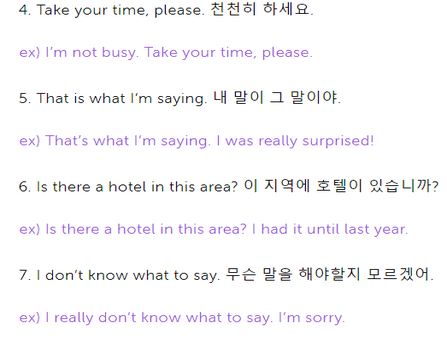 4. Take your time, please. 천천히 하세요.
ex) I'm not busy. Take your time, please.
5. That is what I'm saying. 내 말이 그 말이야.
ex) That's what I'm saying. I was really surprised!
6. Is there a hotel in this area? 이 지역에 호텔이 있습니까?
ex) Is there a hotel in this area? I had it until last year.
7. I don't know what to say. 무슨 말을 해야할지 모르겠어.
ex) I really don't know what to say. I'm sorry.